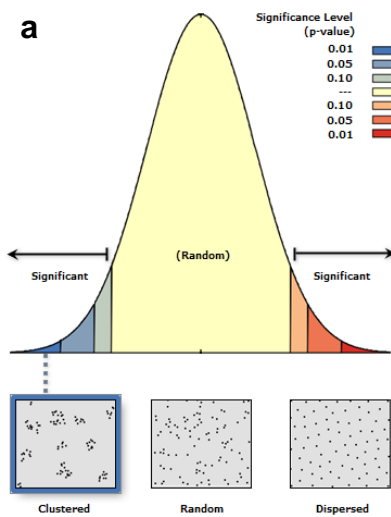 a
Significance Level
(p-value)
0.01
0.05
0.10
---
0.10
0.05
0.01
Significant
(Random)
Significant
Clustered
Random
Dispersed